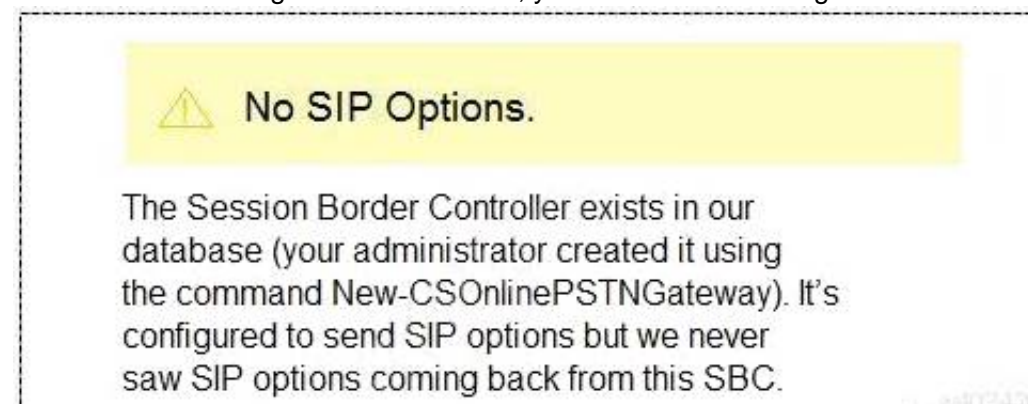 No SIP Options.
The Session Border Controller exists in our
database (your administrator created it using
the command New-CSOnlinePSTNGateway). It's
configured to send SIP options but we never
saw SIP options coming back from this SBC.